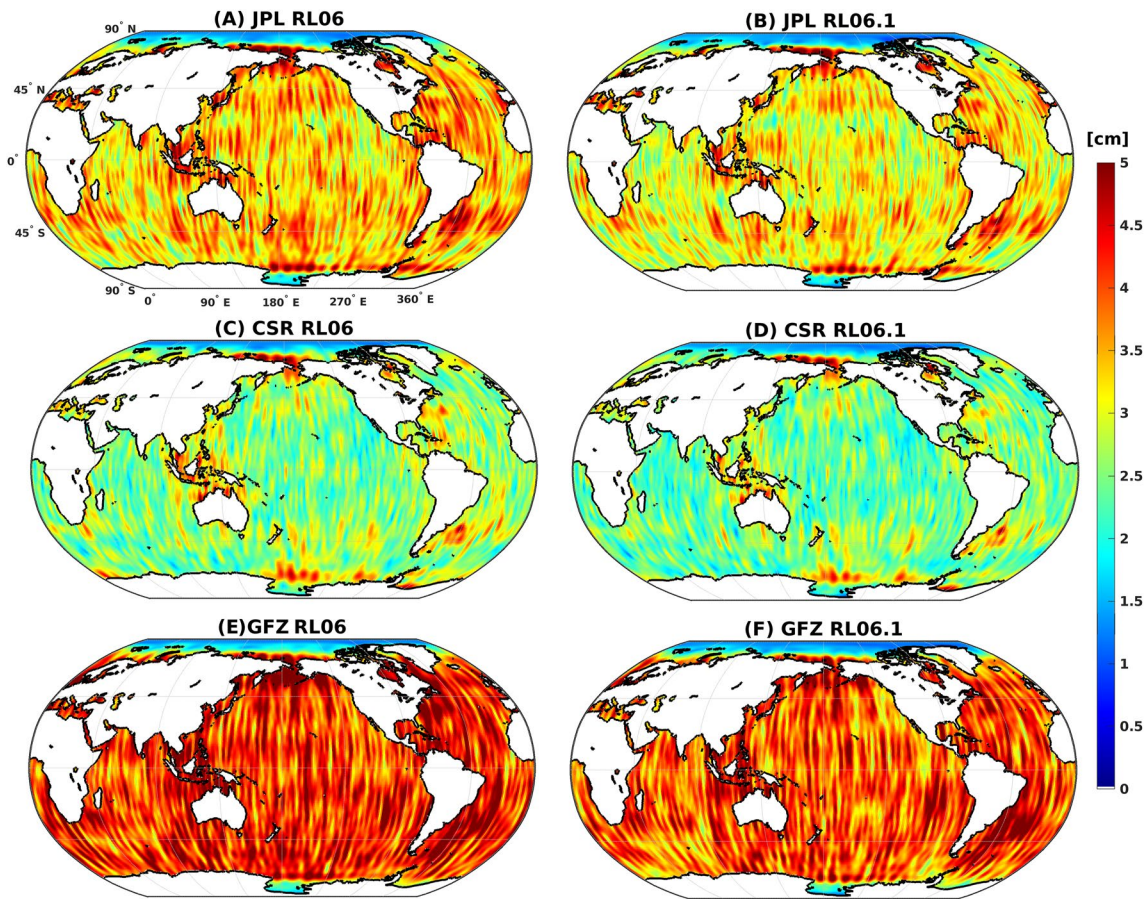 (A) JPL RL06
(B) JPL RL06.1
90° N
45° N
0°
45° S
90° S
0°
90° E
180° E
270° E
360° E
(C) CSR RL06
(D) CSR RL06.1
(E)GFZ RL06
(F) GFZ RL06.1
[cm]
5
4.5
4
3.5
3
2.5
2
1.5
1
0.5
0